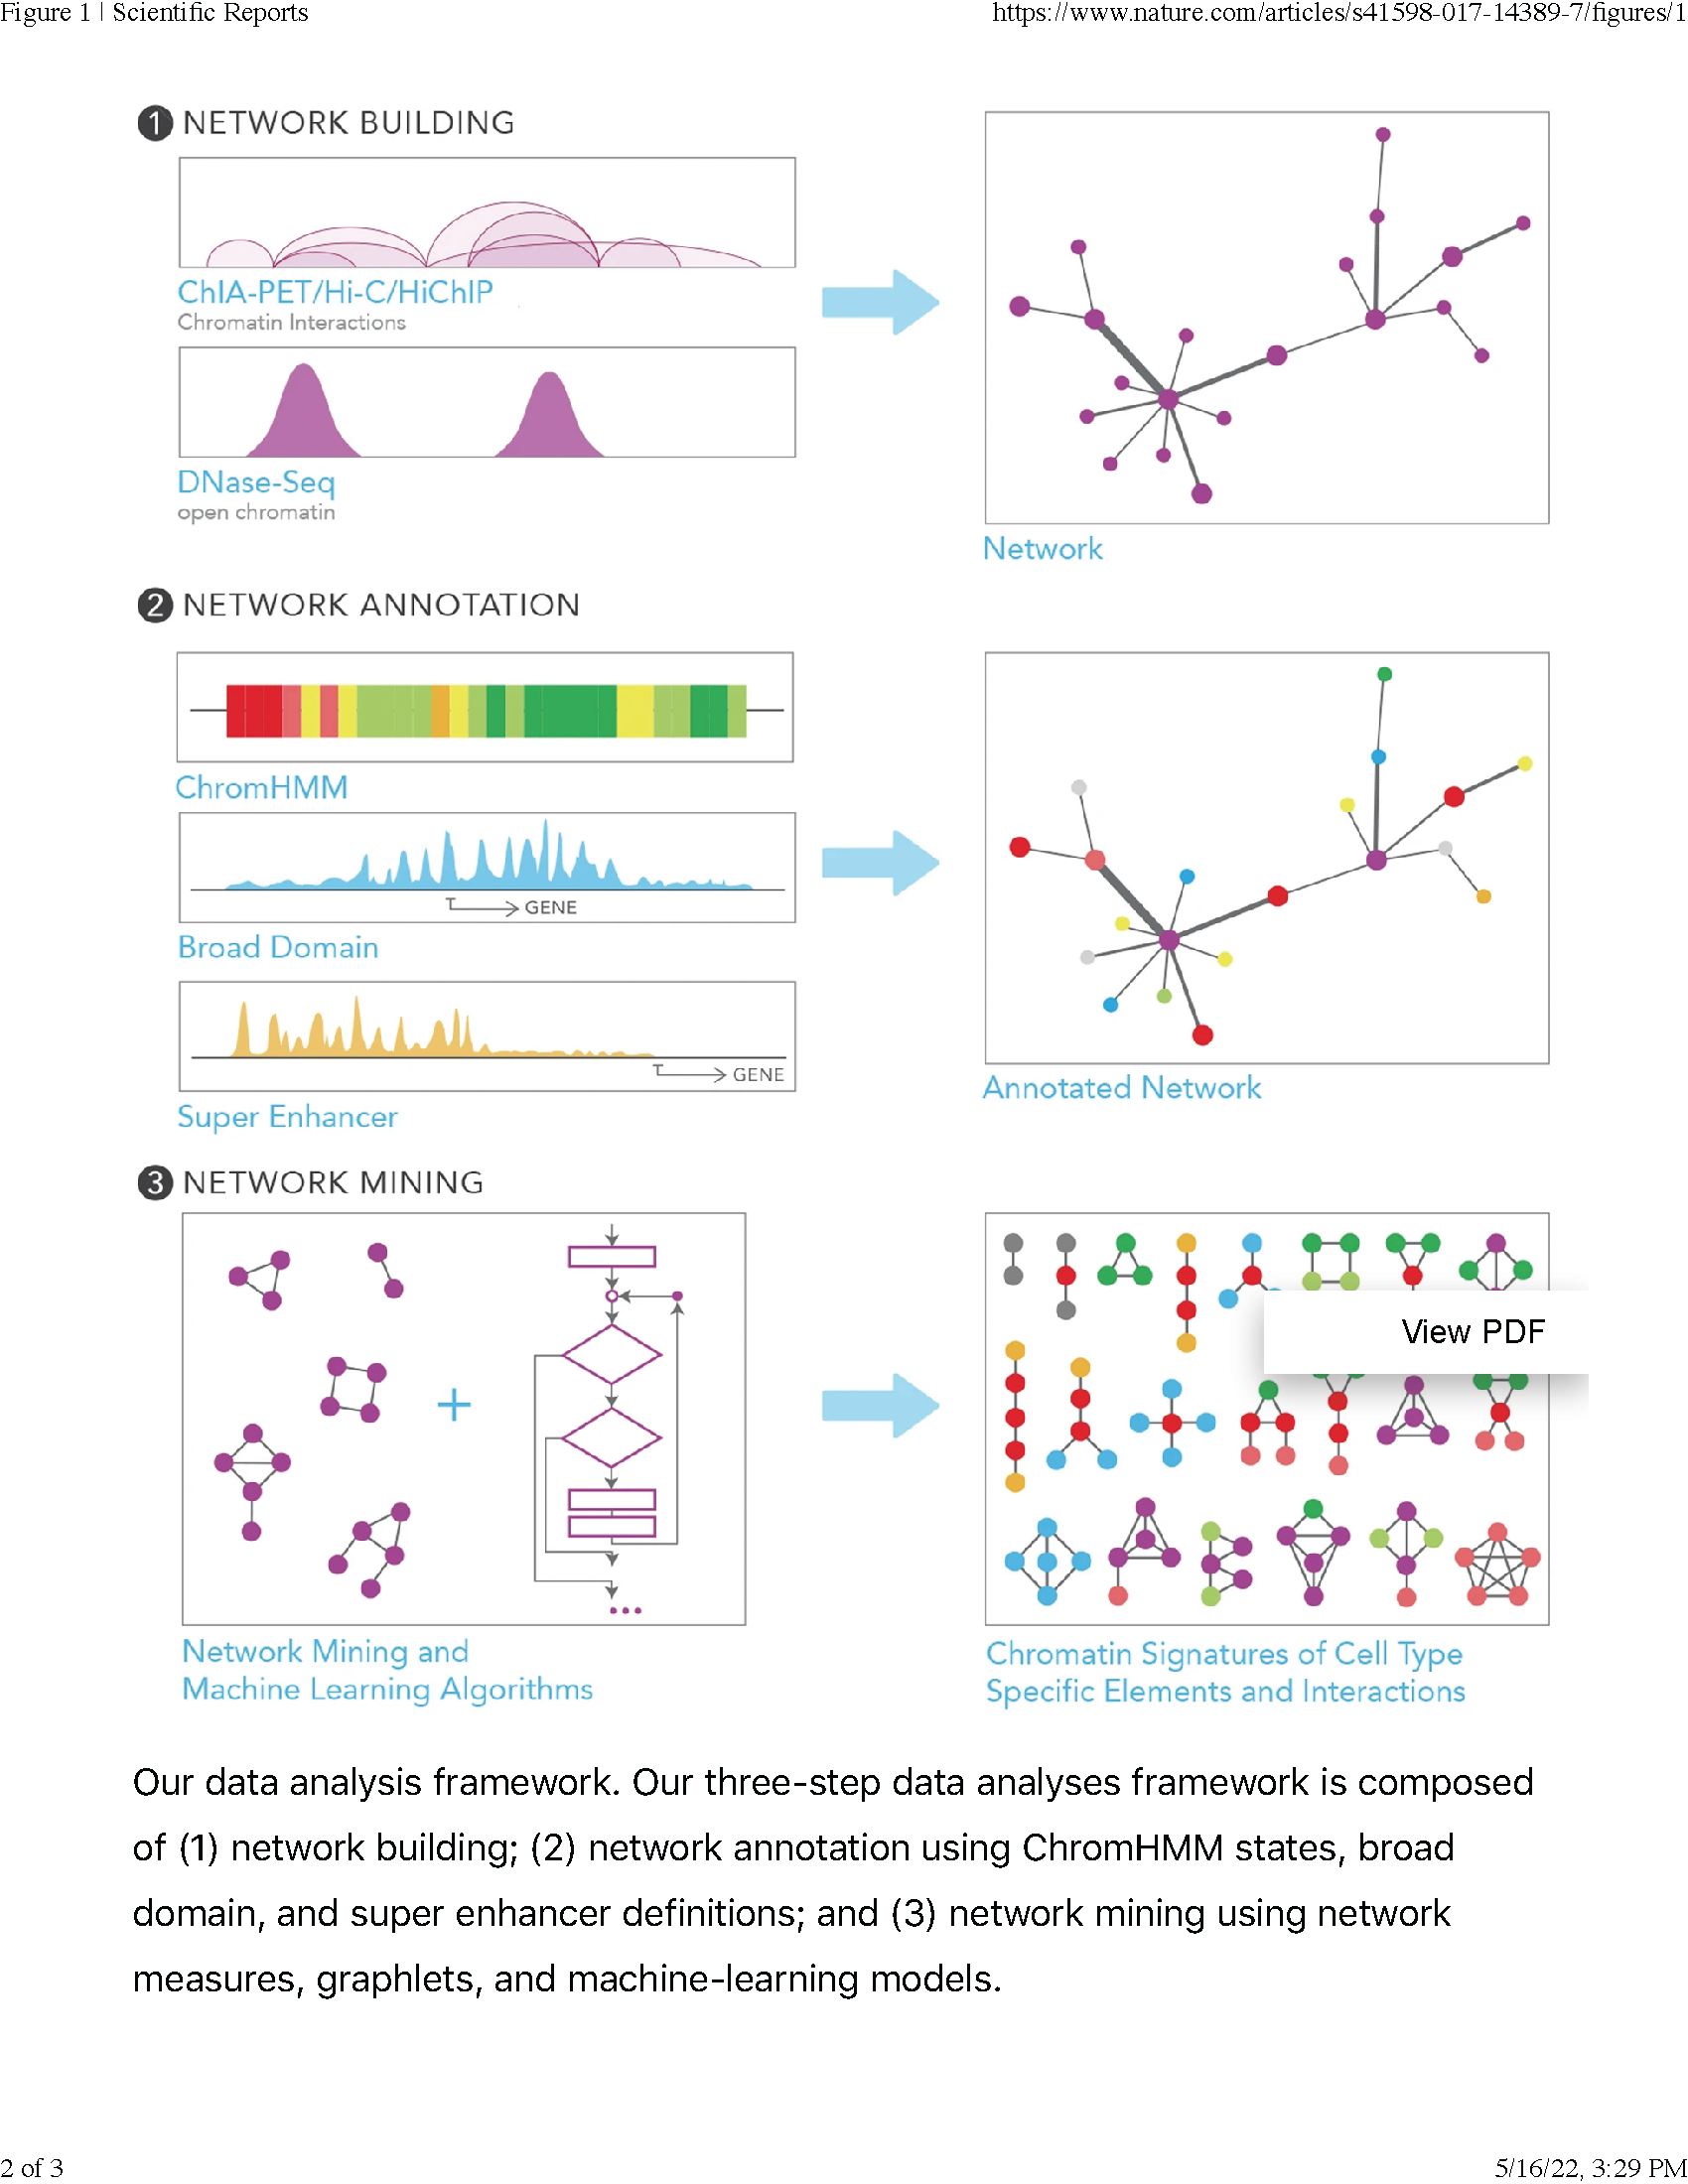 Figure 1 | Scientific Reports
https://www.nature.com/articles/s41598-017-14389-7/figures/1
1 NETWORK BUILDING
ChIA-PET/Hi-C/HiChIP
Chromatin Interactions
DNase-Seq
open chromatin
Network
2 NETWORK ANNOTATION
ChromHMM
GENE
Broad Domain
GENE
Super Enhancer
Annotated Network
3 NETWORK MINING
+
View PDF
Network Mining and
Machine Learning Algorithms
Chromatin Signatures of Cell Type
Specific Elements and Interactions
Our data analysis framework. Our three-step data analyses framework is composed
of (1) network building; (2) network annotation using ChromHMM states, broad
domain, and super enhancer definitions; and (3) network mining using network
measures, graphlets, and machine-learning models.
2 of 3
5/16/22, 3:29 PM